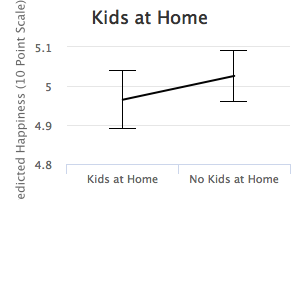 Kids at Home
edicted Happiness (10 Point Scale)
5.1
5
4.9
4.8
Kids at Home
No Kids at Home